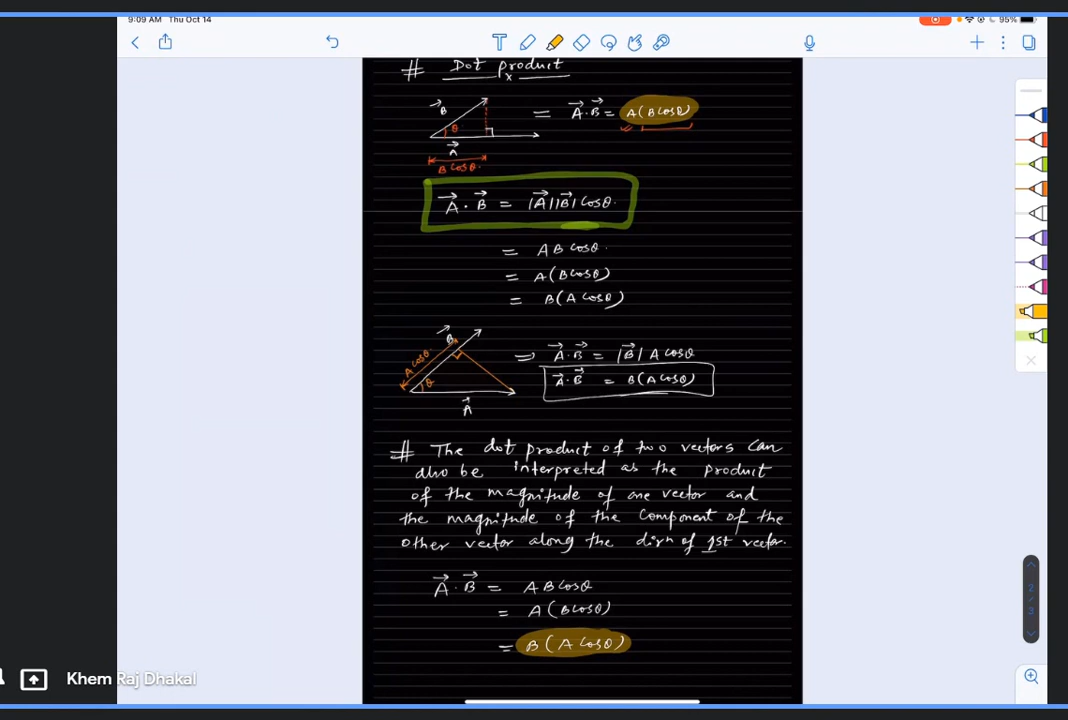 9:09 AM Thu Oct 14
95%
# Dot product
B
θ
A
B cosθ
= A⃗.B⃗ = A(B cosθ)
A⃗ . B⃗ = |A⃗||B⃗| cosθ.
= AB cosθ.
= A(B cosθ)
= B(A cosθ)
A cosθ
B
θ
A
⇒ A⃗.B⃗ = |B⃗| A cosθ
A⃗.B⃗ = B(A cosθ)
# The dot product of two vectors can
also be interpreted as the product
of the magnitude of one vector and
the magnitude of the component of the
other vector along the dirn of 1st vector.
A⃗ . B⃗ = AB cosθ
= A(B cosθ)
= B(A cosθ)
2
/
3
Khem Raj Dhakal